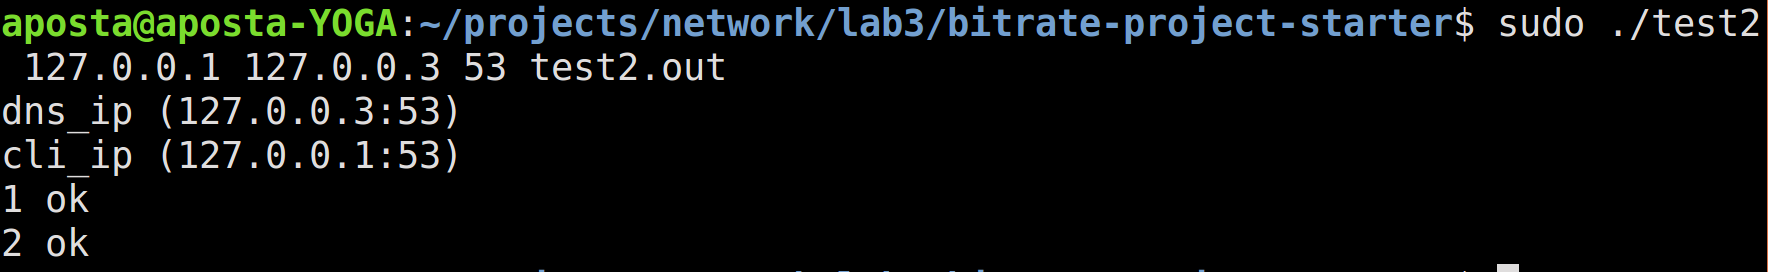 aposta@aposta-YOGA:~/projects/network/lab3/bitrate-project-starter$ sudo ./test2
 127.0.0.1 127.0.0.3 53 test2.out
dns_ip (127.0.0.3:53)
cli_ip (127.0.0.1:53)
1 ok
2 ok